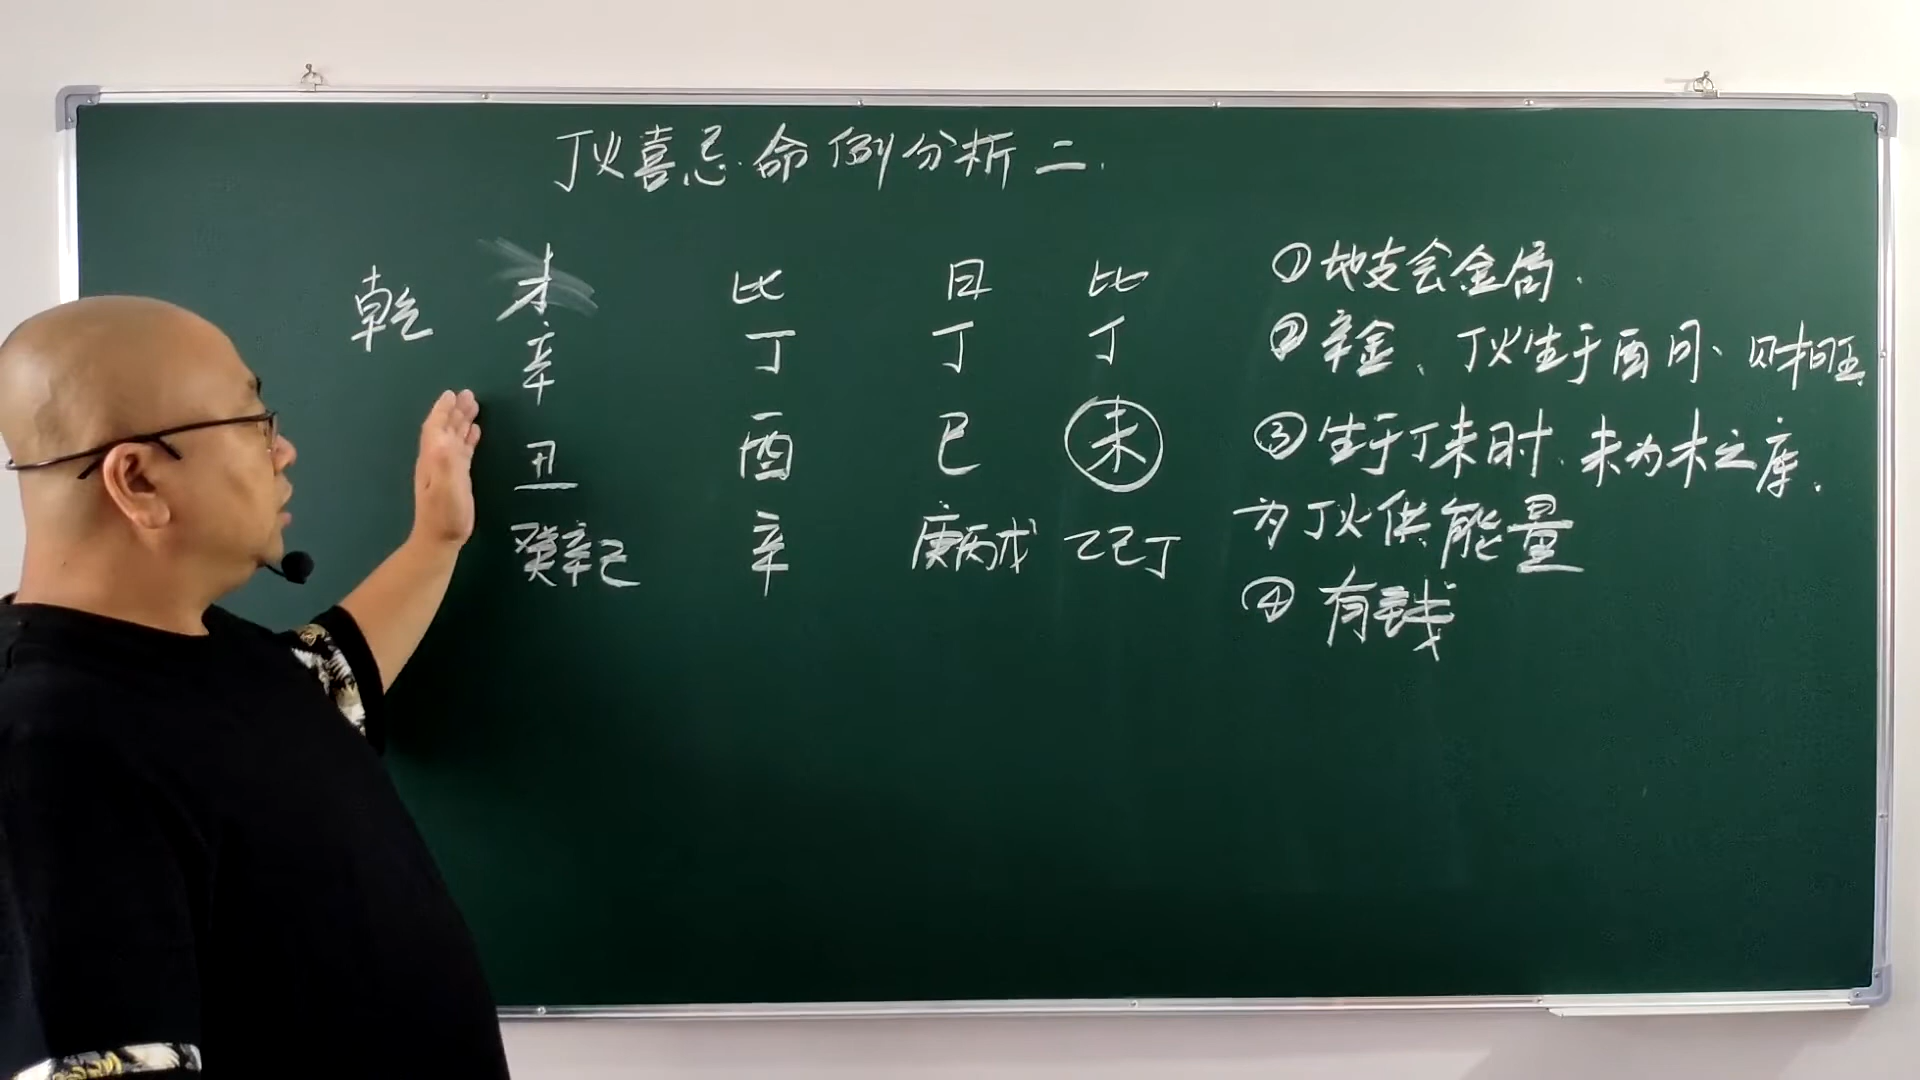 丁火喜忌命例分析二.
乾 才 比 日 比
辛 丁 丁 丁
丑 酉 巳 未
癸辛己 辛 庚丙戊 乙己丁
①地支会金局.
②辛金、丁火生于酉月、财旺
③生于丁未时.未为木之库.
为丁火供能量
④有钱